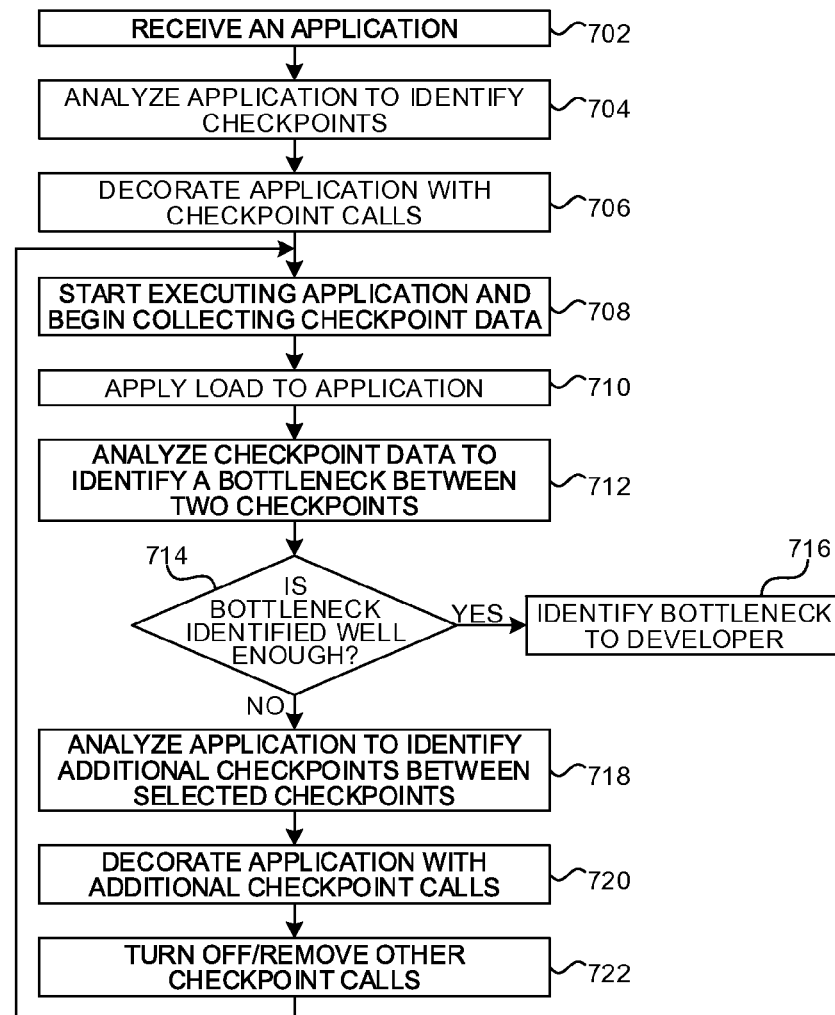 RECEIVE AN APPLICATION
702
ANALYZE APPLICATION TO IDENTIFY
CHECKPOINTS
704
DECORATE APPLICATION WITH
CHECKPOINT CALLS
706
START EXECUTING APPLICATION AND
BEGIN COLLECTING CHECKPOINT DATA
708
APPLY LOAD TO APPLICATION
710
ANALYZE CHECKPOINT DATA TO
IDENTIFY A BOTTLENECK BETWEEN
TWO CHECKPOINTS
712
714
IS
BOTTLENECK
IDENTIFIED WELL
ENOUGH?
YES
716
IDENTIFY BOTTLENECK
TO DEVELOPER
NO
ANALYZE APPLICATION TO IDENTIFY
ADDITIONAL CHECKPOINTS BETWEEN
SELECTED CHECKPOINTS
718
DECORATE APPLICATION WITH
ADDITIONAL CHECKPOINT CALLS
720
TURN OFF/REMOVE OTHER
CHECKPOINT CALLS
722